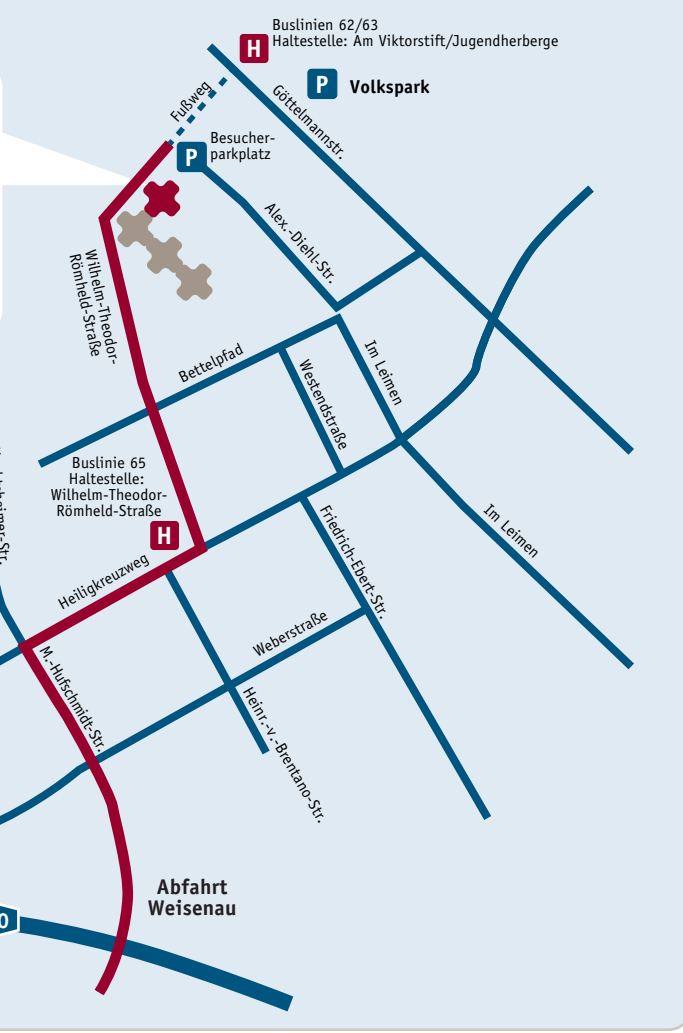 Buslinien 62/63
H
Haltestelle: Am Viktorstift/Jugendherberge
P Volkspark
Fußweg
Göttelmannstr.
Besucher-
P parkplatz
Alex.-Diehl-Str.
Wilhelm-Theodor-
Römheld-Straße
Bettelpfad
Im Leimen
Westendstraße
Buslinie 65
Haltestelle:
Wilhelm-Theodor-
Römheld-Straße
H
Im Leimen
Friedrich-Ebert-Str.
Heiligkreuzweg
Weberstraße
M.-Hufschmidt-Str.
Heinr.-v.-Brentano-Str.
Abfahrt
Weisenau